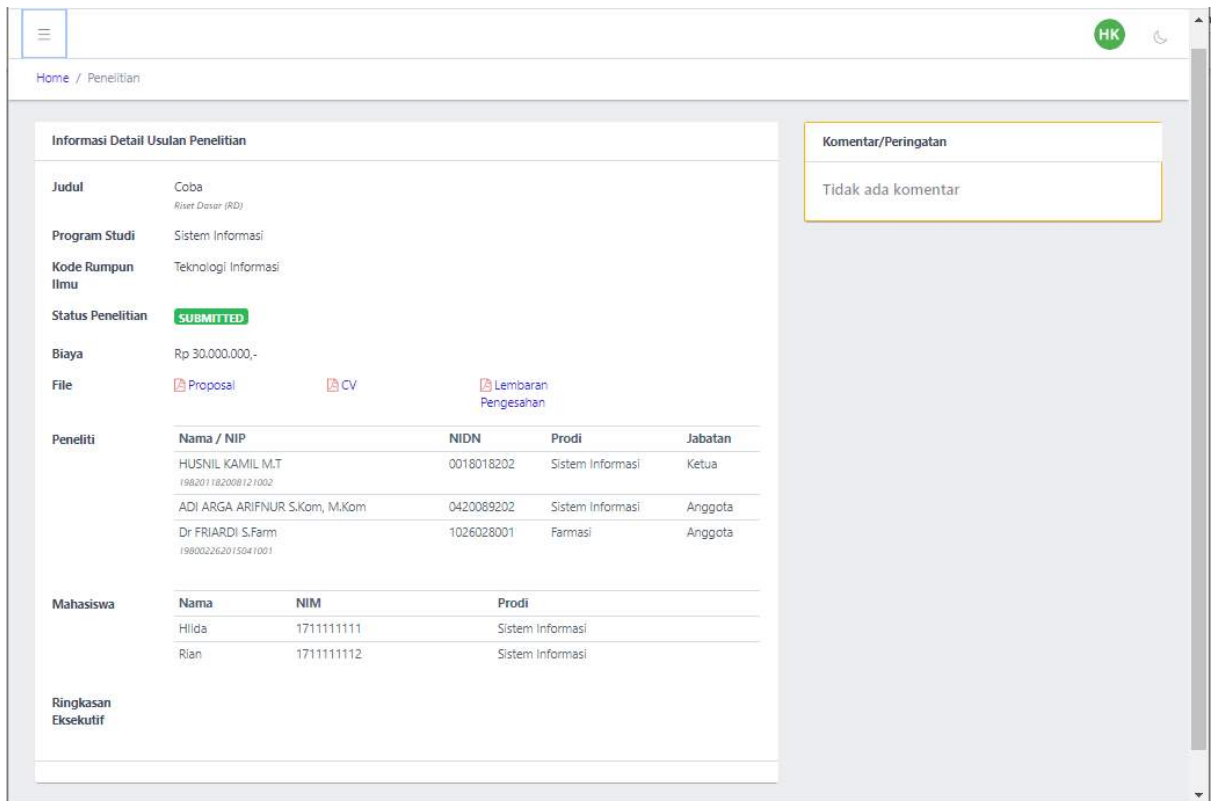 HK
Home / Penelitian
Informasi Detail Usulan Penelitian
Komentar/Peringatan
Tidak ada komentar
Judul Coba
Riset Dasar (RD)
Program Studi Sistem Informasi
Kode Rumpun Teknologi Informasi
Ilmu
Status Penelitian SUBMITTED
Biaya Rp 30.000.000,-
File Proposal CV Lembaran
Pengesahan
Peneliti Nama / NIP NIDN Prodi Jabatan
HUSNIL KAMIL M.T 0018018202 Sistem Informasi Ketua
198201182008121002
ADI ARGA ARIFNUR S.Kom, M.Kom 0420089202 Sistem Informasi Anggota
Dr FRIARDI S.Farm 1026028001 Farmasi Anggota
198002262015041001
Mahasiswa Nama NIM Prodi
HIlda 1711111111 Sistem Informasi
Rian 1711111112 Sistem Informasi
Ringkasan
Eksekutif